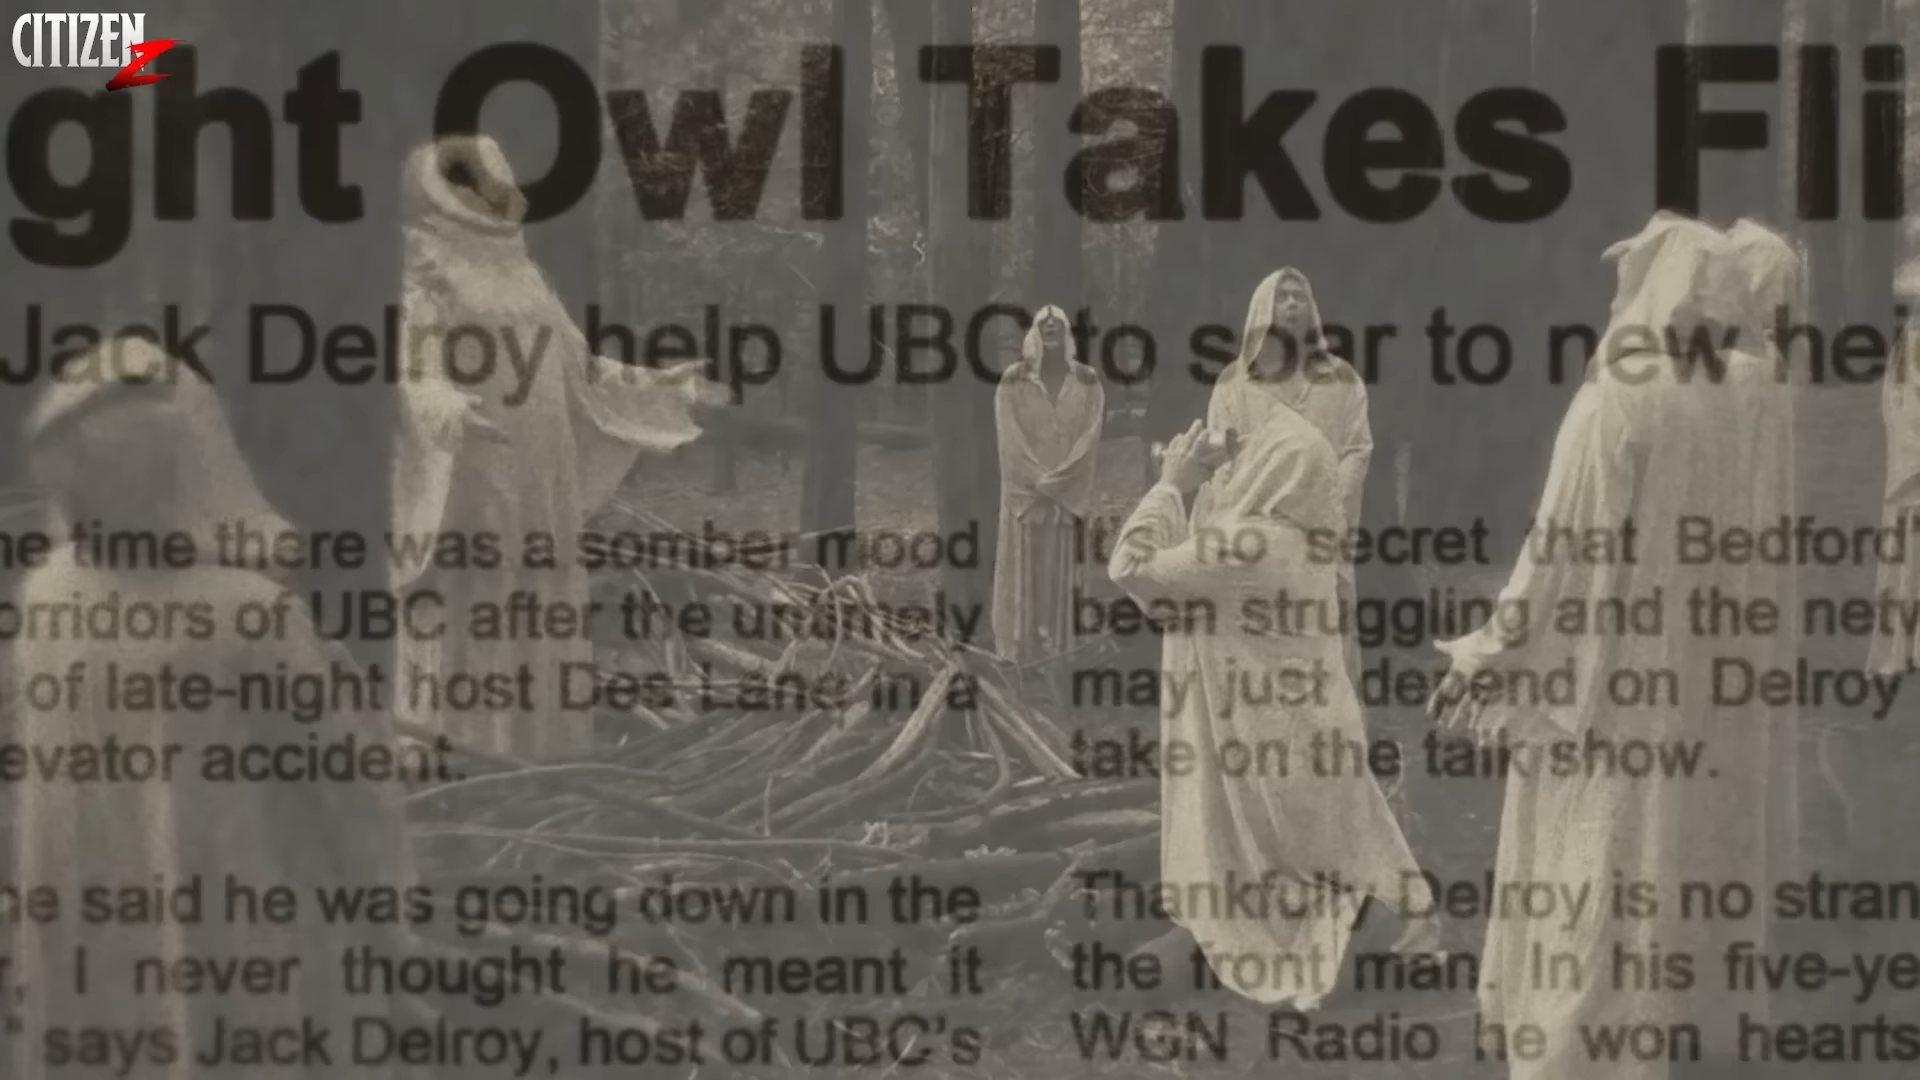 CITIZEN Z
ght Owl Takes Fli
Jack Delroy help UBC to soar to new hei
ne time there was a somber mood
orridors of UBC after the untimely
of late-night host Des Lane in a
evator accident.
ne said he was going down in the
r, I never thought he meant it
" says Jack Delroy, host of UBC's
It's no secret that Bedford'
been struggling and the netw
may just depend on Delroy'
take on the talk show.
Thankfully Delroy is no stran
the front man. In his five-ye
WGN Radio he won hearts